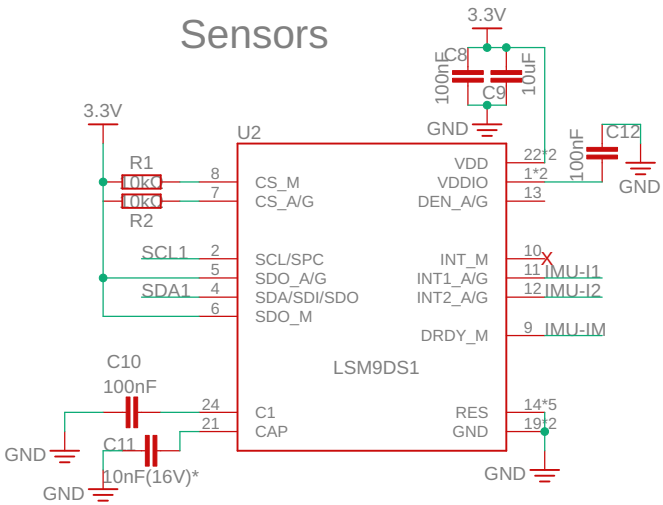 Sensors
3.3V
C8
100nF
10uF
C9
GND
3.3V
U2
C12
100nF
GND
R1
10kΩ
10kΩ
R2
8
CS_M
7
CS_A/G
SCL1
2
SCL/SPC
5
SDO_A/G
SDA1
4
SDA/SDI/SDO
6
SDO_M
VDD
22*2
VDDIO
1*2
DEN_A/G
13
INT_M
10
INT1_A/G
11
IMU-I1
INT2_A/G
12
IMU-I2
DRDY_M
9
IMU-IM
LSM9DS1
C10
100nF
24
C1
21
CAP
RES
14*5
GND
19*2
GND
C11
10nF(16V)*
GND
GND